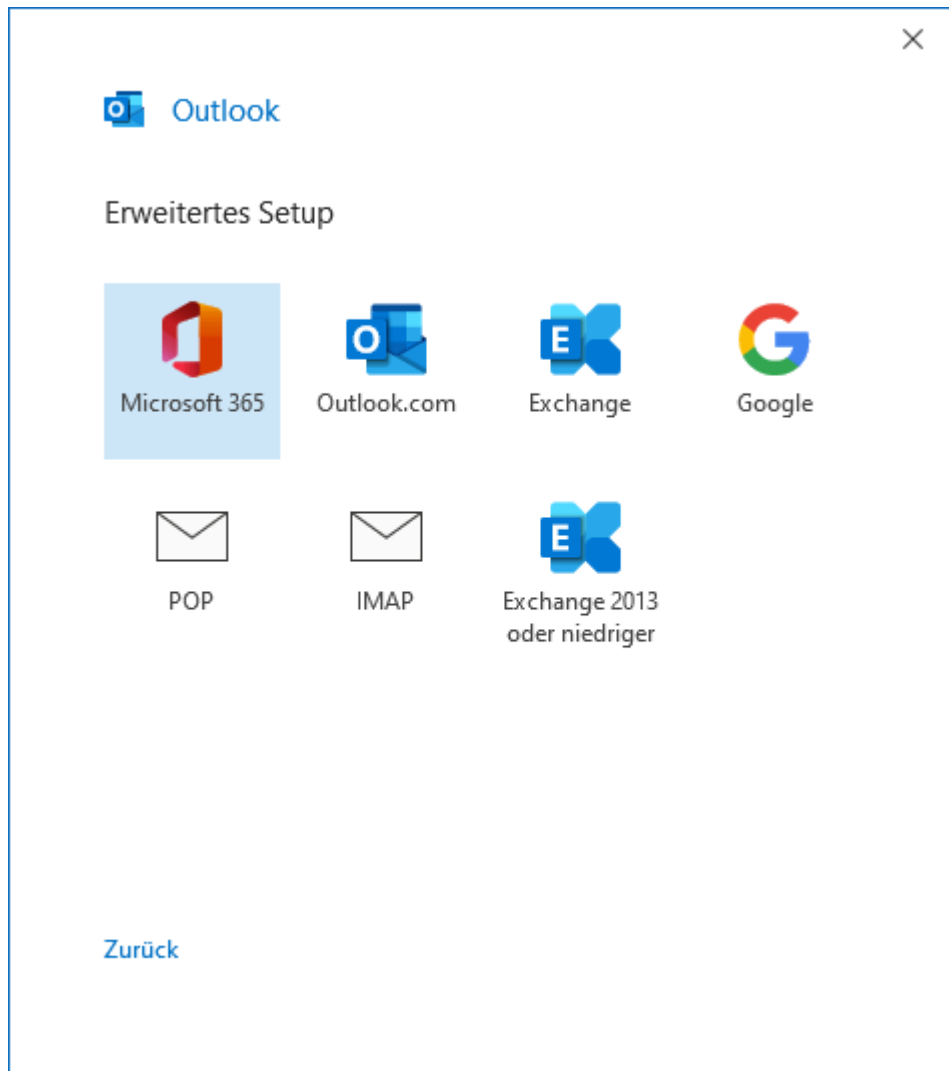 Outlook
Erweitertes Setup
Microsoft 365
Outlook.com
Exchange
Google
POP
IMAP
Exchange 2013
oder niedriger
Zurück